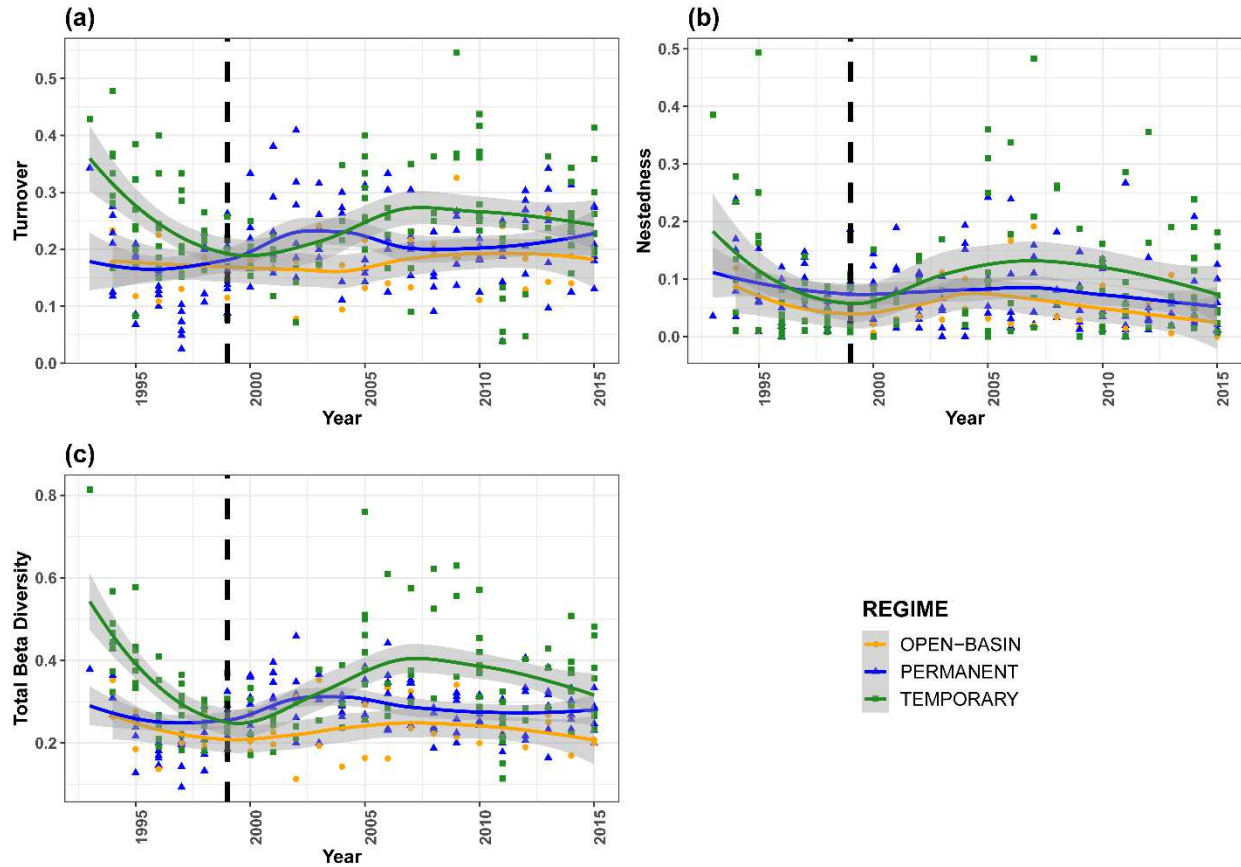 (a)
Turnover
0.5
0.4
0.3
0.2
0.1
0.0
1995
2000
2005
2010
2015
Year
(b)
Nestedness
0.5
0.4
0.3
0.2
0.1
0.0
1995
2000
2005
2010
2015
Year
(c)
Total Beta Diversity
0.8
0.6
0.4
0.2
1995
2000
2005
2010
2015
Year
REGIME
OPEN-BASIN
PERMANENT
TEMPORARY